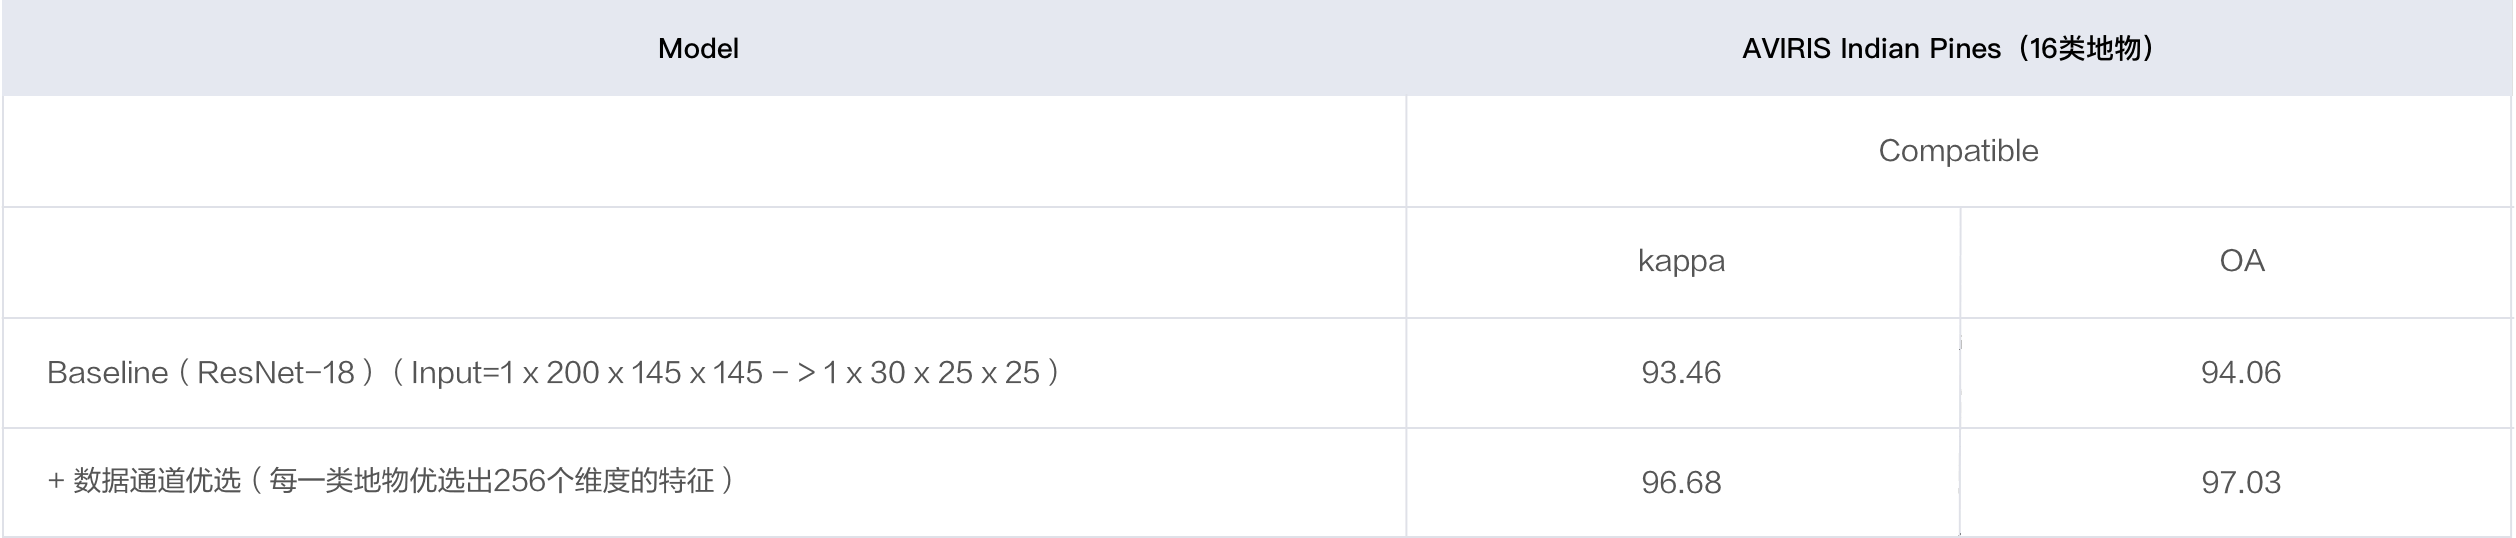 Model AVIRIS Indian Pines（16类地物）
Compatible
kappa OA
Baseline（ResNet-18）（Input=1 x 200 x 145 x 145 - > 1 x 30 x 25 x 25） 93.46 94.06
+ 数据通道优选（每一类地物优选出256个维度的特征） 96.68 97.03